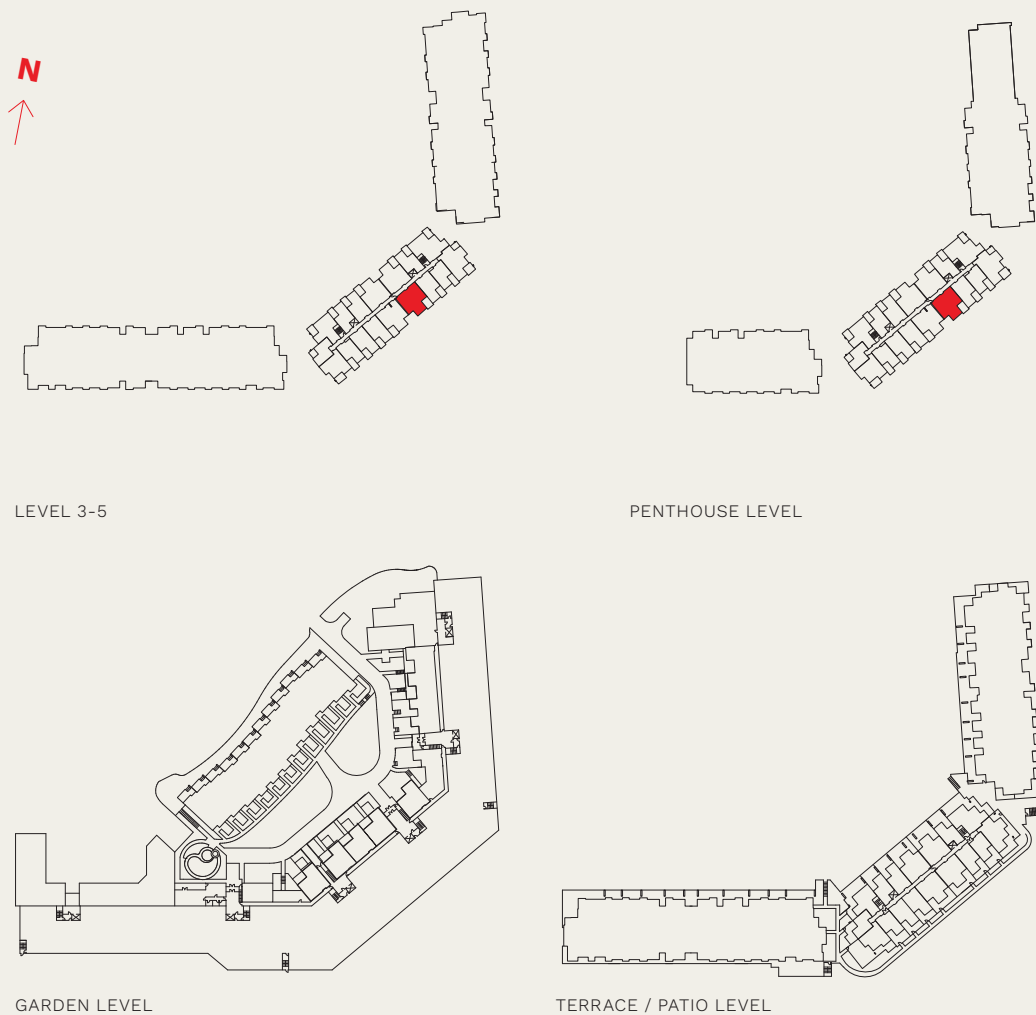 N
LEVEL 3-5
PENTHOUSE LEVEL
GARDEN LEVEL
TERRACE / PATIO LEVEL